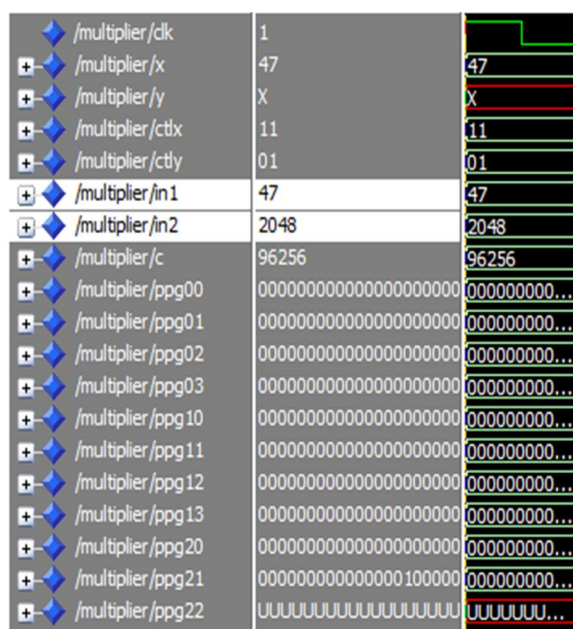 /multiplier/clk 1
/multiplier/x 47 47
/multiplier/y X X
/multiplier/ctlx 11 11
/multiplier/ctly 01 01
/multiplier/in1 47 47
/multiplier/in2 2048 2048
/multiplier/c 96256 96256
/multiplier/ppg00 00000000000000000000 000000000...
/multiplier/ppg01 00000000000000000000 000000000...
/multiplier/ppg02 00000000000000000000 000000000...
/multiplier/ppg03 00000000000000000000 000000000...
/multiplier/ppg10 00000000000000000000 000000000...
/multiplier/ppg11 00000000000000000000 000000000...
/multiplier/ppg12 00000000000000000000 000000000...
/multiplier/ppg13 00000000000000000000 000000000...
/multiplier/ppg20 00000000000000000000 000000000...
/multiplier/ppg21 00000000000000100000 000000000...
/multiplier/ppg22 UUUUUUUUUUUUUUUUUU UUUUUUU...